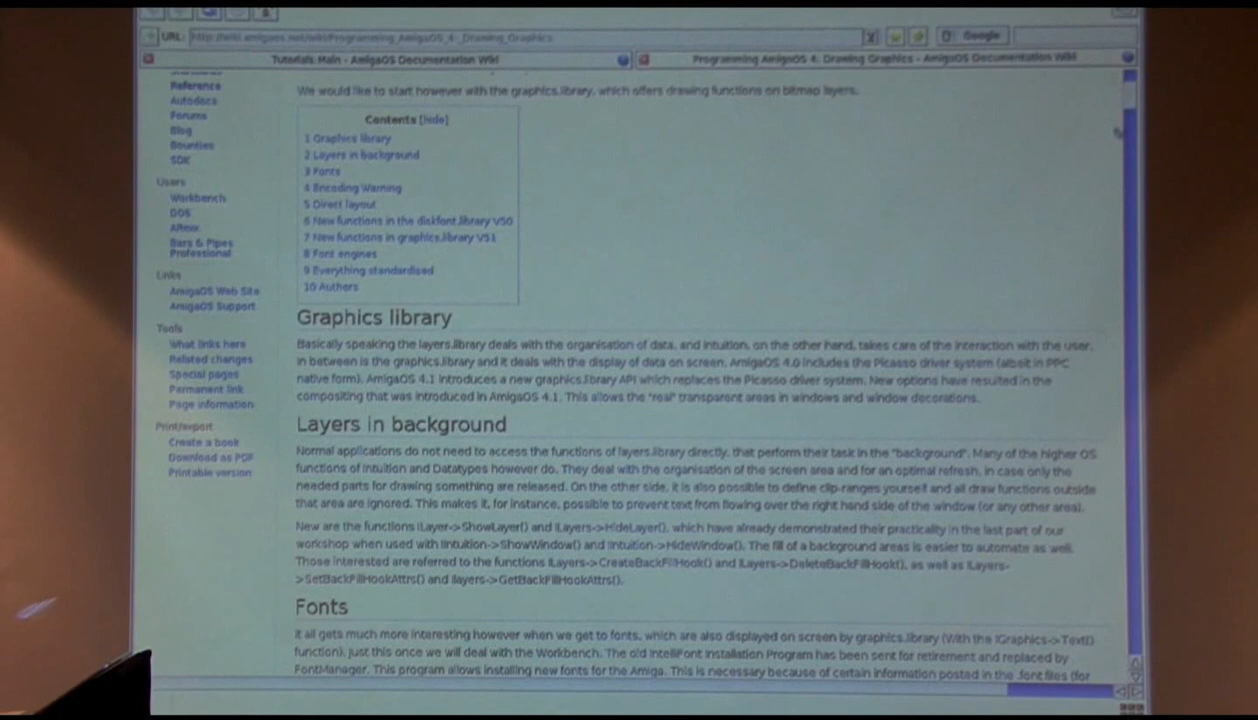 URL: http://wiki.amigaos.net/wiki/Programming_AmigaOS_4:_Drawing_Graphics
Google
Tutorials Main - AmigaOS Documentation Wiki
Programming AmigaOS 4: Drawing Graphics - AmigaOS Documentation Wiki
Reference
Autodocs
Forums
Blog
Bounties
SDK
Users
Workbench
DOS
ARexx
Bars & Pipes
Professional
Links
AmigaOS Web Site
AmigaOS Support
Tools
What links here
Related changes
Special pages
Permanent link
Page information
Print/export
Create a book
Download as PDF
Printable version
We would like to start however with the graphics.library, which offers drawing functions on bitmap layers.
Contents [hide]
1 Graphics library
2 Layers in background
3 Fonts
4 Encoding Warning
5 Direct layout
6 New functions in the diskfont.library V50
7 New functions in graphics.library V51
8 Font engines
9 Everything standardised
10 Authors
Graphics library
Basically speaking the layers.library deals with the organisation of data, and intuition, on the other hand, takes care of the interaction with the user.
In between is the graphics.library and it deals with the display of data on screen. AmigaOS 4.0 includes the Picasso driver system (albeit in PPC
native form). AmigaOS 4.1 introduces a new graphics.library API which replaces the Picasso driver system. New options have resulted in the
compositing that was introduced in AmigaOS 4.1. This allows the "real" transparent areas in windows and window decorations.
Layers in background
Normal applications do not need to access the functions of layers.library directly, that perform their task in the "background". Many of the higher OS
functions of Intuition and Datatypes however do. They deal with the organisation of the screen area and for an optimal refresh, in case only the
needed parts for drawing something are released. On the other side, it is also possible to define clip-ranges yourself and all draw functions outside
that area are ignored. This makes it, for instance, possible to prevent text from flowing over the right hand side of the window (or any other area).
New are the functions ILayer->ShowLayer() and ILayers->HideLayer(), which have already demonstrated their practicality in the last part of our
workshop when used with IIntuition->ShowWindow() and IIntuition->HideWindow(). The fill of a background areas is easier to automate as well.
Those interested are referred to the functions ILayers->CreateBackFillHook() and ILayers->DeleteBackFillHook(), as well as ILayers-
>SetBackFillHookAttrs() and Ilayers->GetBackFillHookAttrs().
Fonts
It all gets much more interesting however when we get to fonts, which are also displayed on screen by graphics.library (With the IGraphics->Text()
function). Just this once we will deal with the Workbench. The old IntelliFont Installation Program has been sent for retirement and replaced by
FontManager. This program allows installing new fonts for the Amiga. This is necessary because of certain information posted in the .font files (for